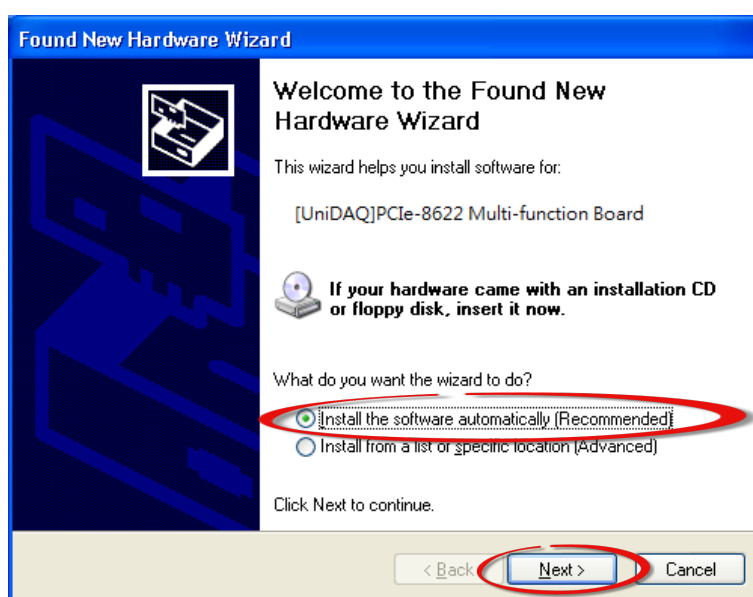 Found New Hardware Wizard
Welcome to the Found New
Hardware Wizard
This wizard helps you install software for:
[UniDAQ]PCIe-8622 Multi-function Board
If your hardware came with an installation CD
or floppy disk, insert it now.
What do you want the wizard to do?
Install the software automatically (Recommended)
Install from a list or specific location (Advanced)
Click Next to continue.
< Back
Next >
Cancel